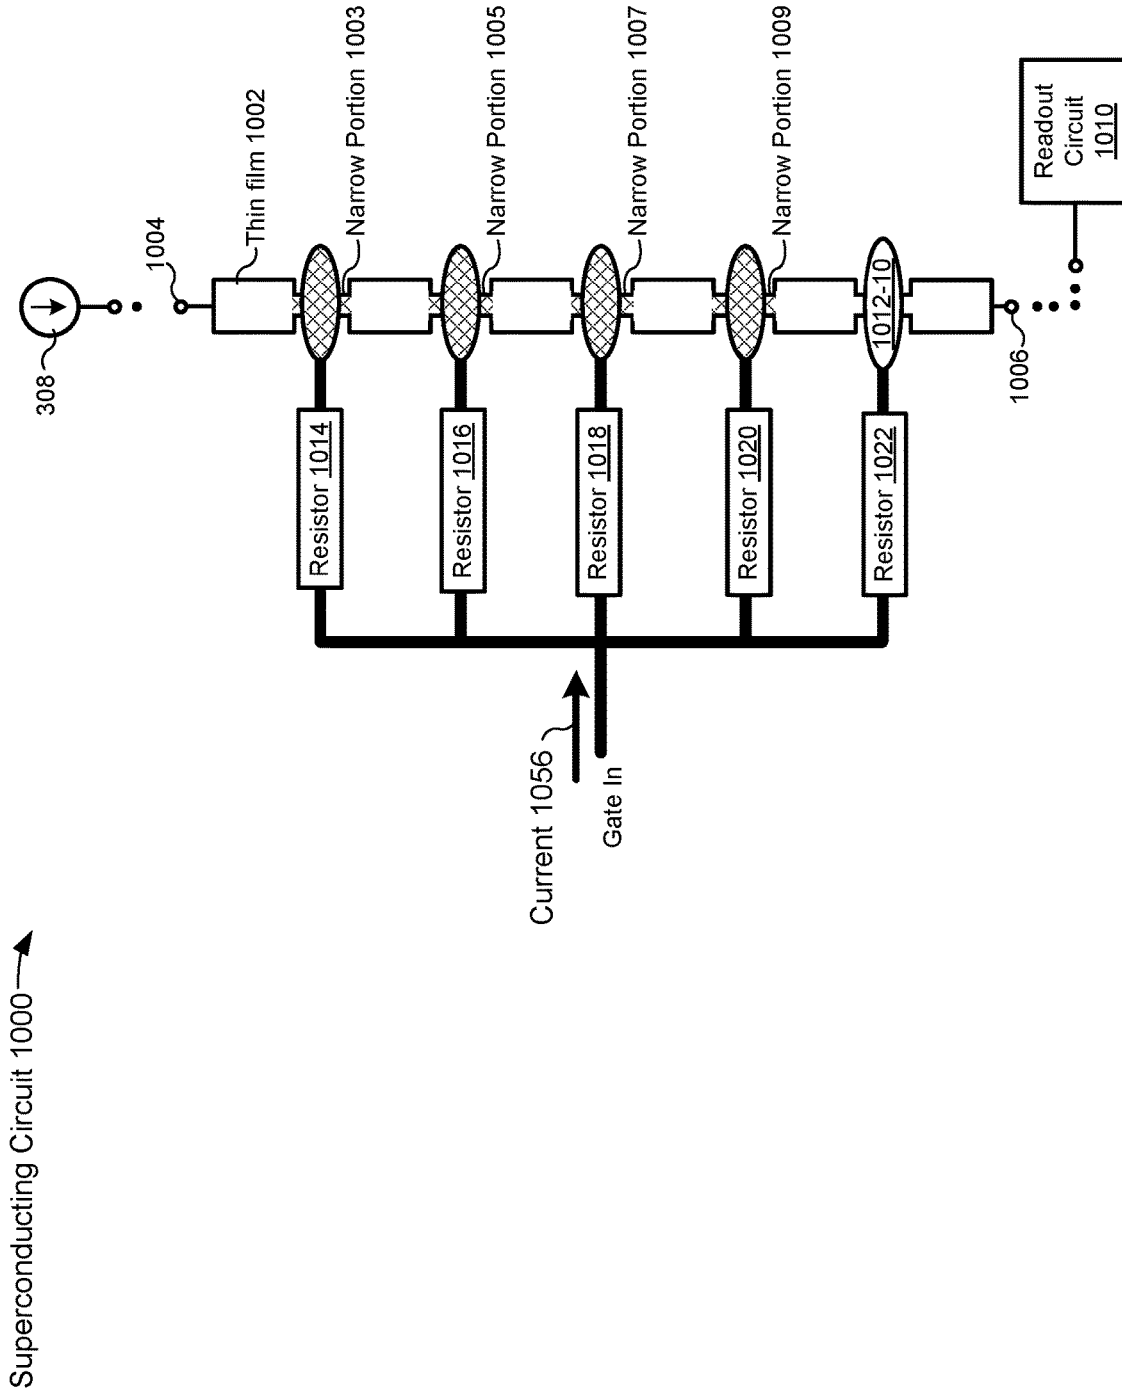 Superconducting Circuit 1000
308
1004
Thin film 1002
Narrow Portion 1003
Narrow Portion 1005
Narrow Portion 1007
Narrow Portion 1009
Resistor 1014
Resistor 1016
Resistor 1018
Resistor 1020
Resistor 1022
1012-10
Current 1056
Gate In
1006
Readout
Circuit
1010